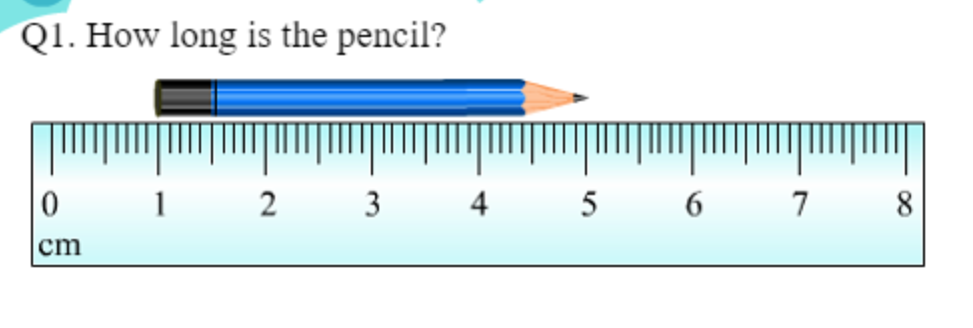 Q1. How long is the pencil?
0 1 2 3 4 5 6 7 8
cm